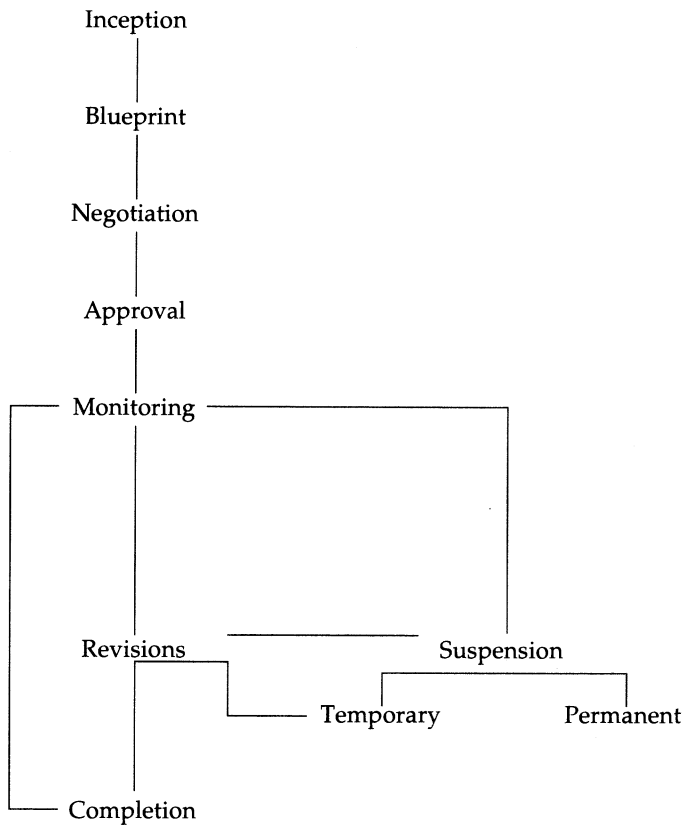 Inception
Blueprint
Negotiation
Approval
Monitoring
Revisions
Suspension
Temporary
Permanent
Completion